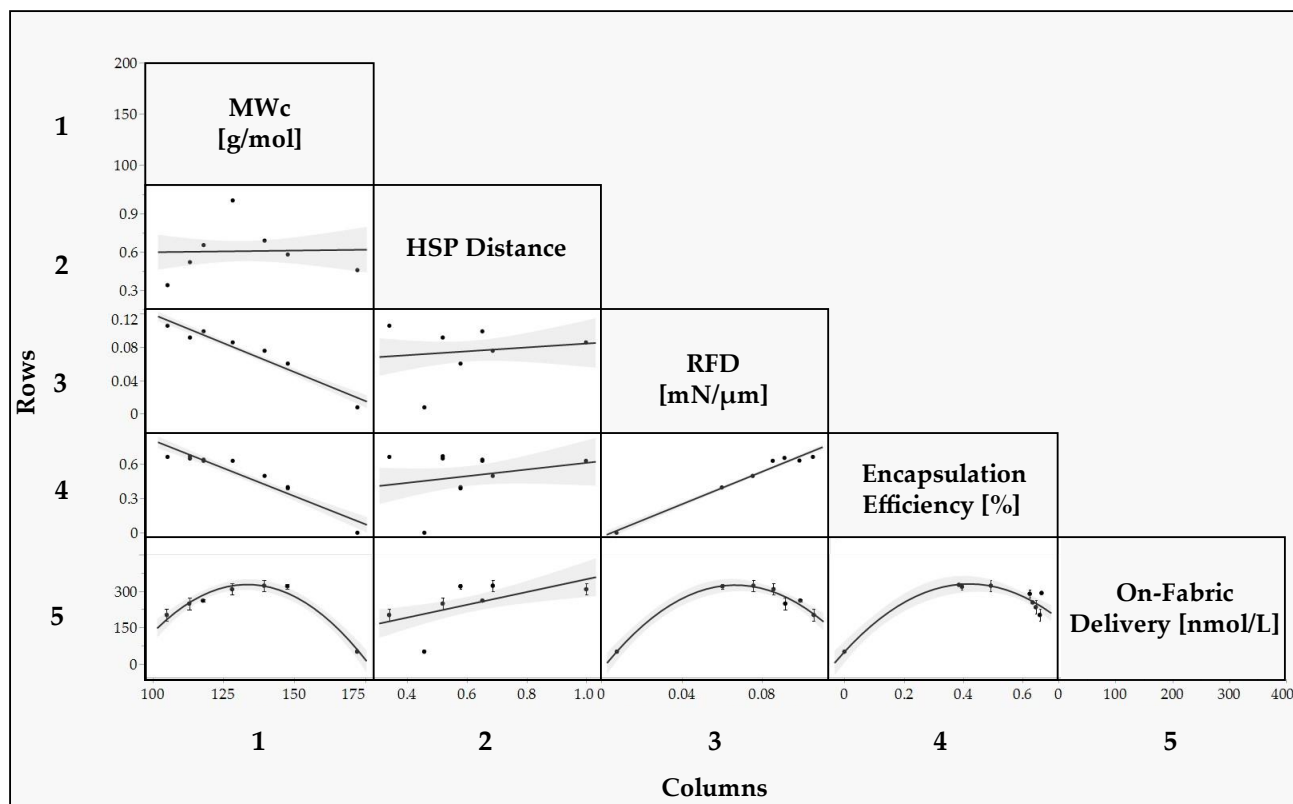 200
150
100
1
MWc
[g/mol]
0.9
0.6
0.3
2
HSP Distance
0.12
0.08
0.04
0
3
RFD
[mN/μm]
0.6
0.3
0
4
Encapsulation
Efficiency [%]
300
150
0
5
On-Fabric
Delivery [nmol/L]
Rows
100 125 150 175 0.4 0.6 0.8 1.0 0 0.04 0.08 0 0.2 0.4 0.6 0 100 200 300 400
1 2 3 4 5
Columns